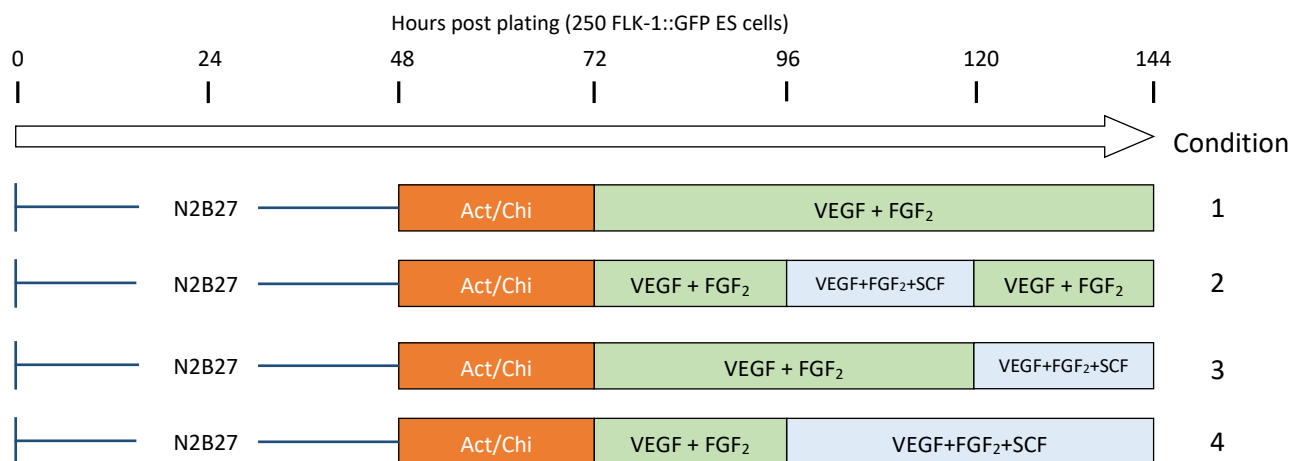 Hours post plating (250 FLK-1::GFP ES cells)
0 24 48 72 96 120 144
Condition
N2B27 Act/Chi VEGF + FGF₂ 1
N2B27 Act/Chi VEGF + FGF₂ VEGF+FGF₂+SCF VEGF + FGF₂ 2
N2B27 Act/Chi VEGF + FGF₂ VEGF+FGF₂+SCF 3
N2B27 Act/Chi VEGF + FGF₂ VEGF+FGF₂+SCF 4